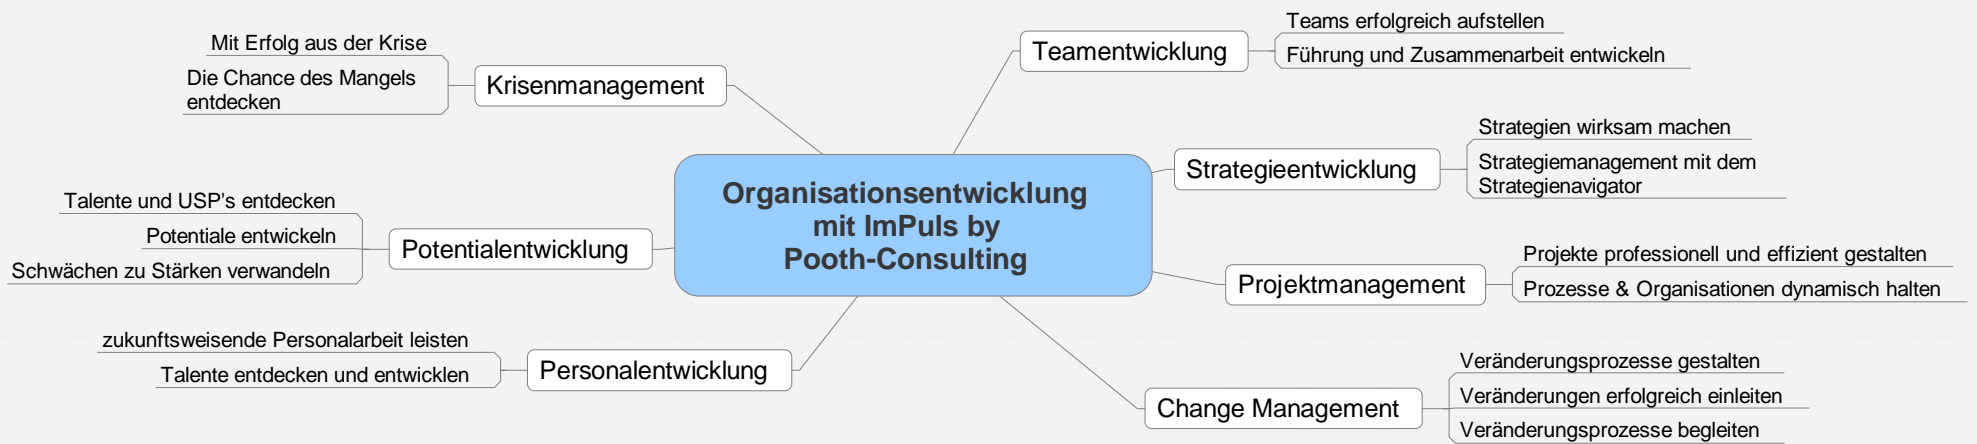 Organisationsentwicklung
mit ImPuls by
Pooth-Consulting
Teamentwicklung
Teams erfolgreich aufstellen
Führung und Zusammenarbeit entwickeln
Strategieentwicklung
Strategien wirksam machen
Strategiemanagement mit dem
Strategienavigator
Projektmanagement
Projekte professionell und effizient gestalten
Prozesse & Organisationen dynamisch halten
Change Management
Veränderungsprozesse gestalten
Veränderungen erfolgreich einleiten
Veränderungsprozesse begleiten
Krisenmanagement
Mit Erfolg aus der Krise
Die Chance des Mangels
entdecken
Potentialentwicklung
Talente und USP's entdecken
Potentiale entwickeln
Schwächen zu Stärken verwandeln
Personalentwicklung
zukunftsweisende Personalarbeit leisten
Talente entdecken und entwicklen